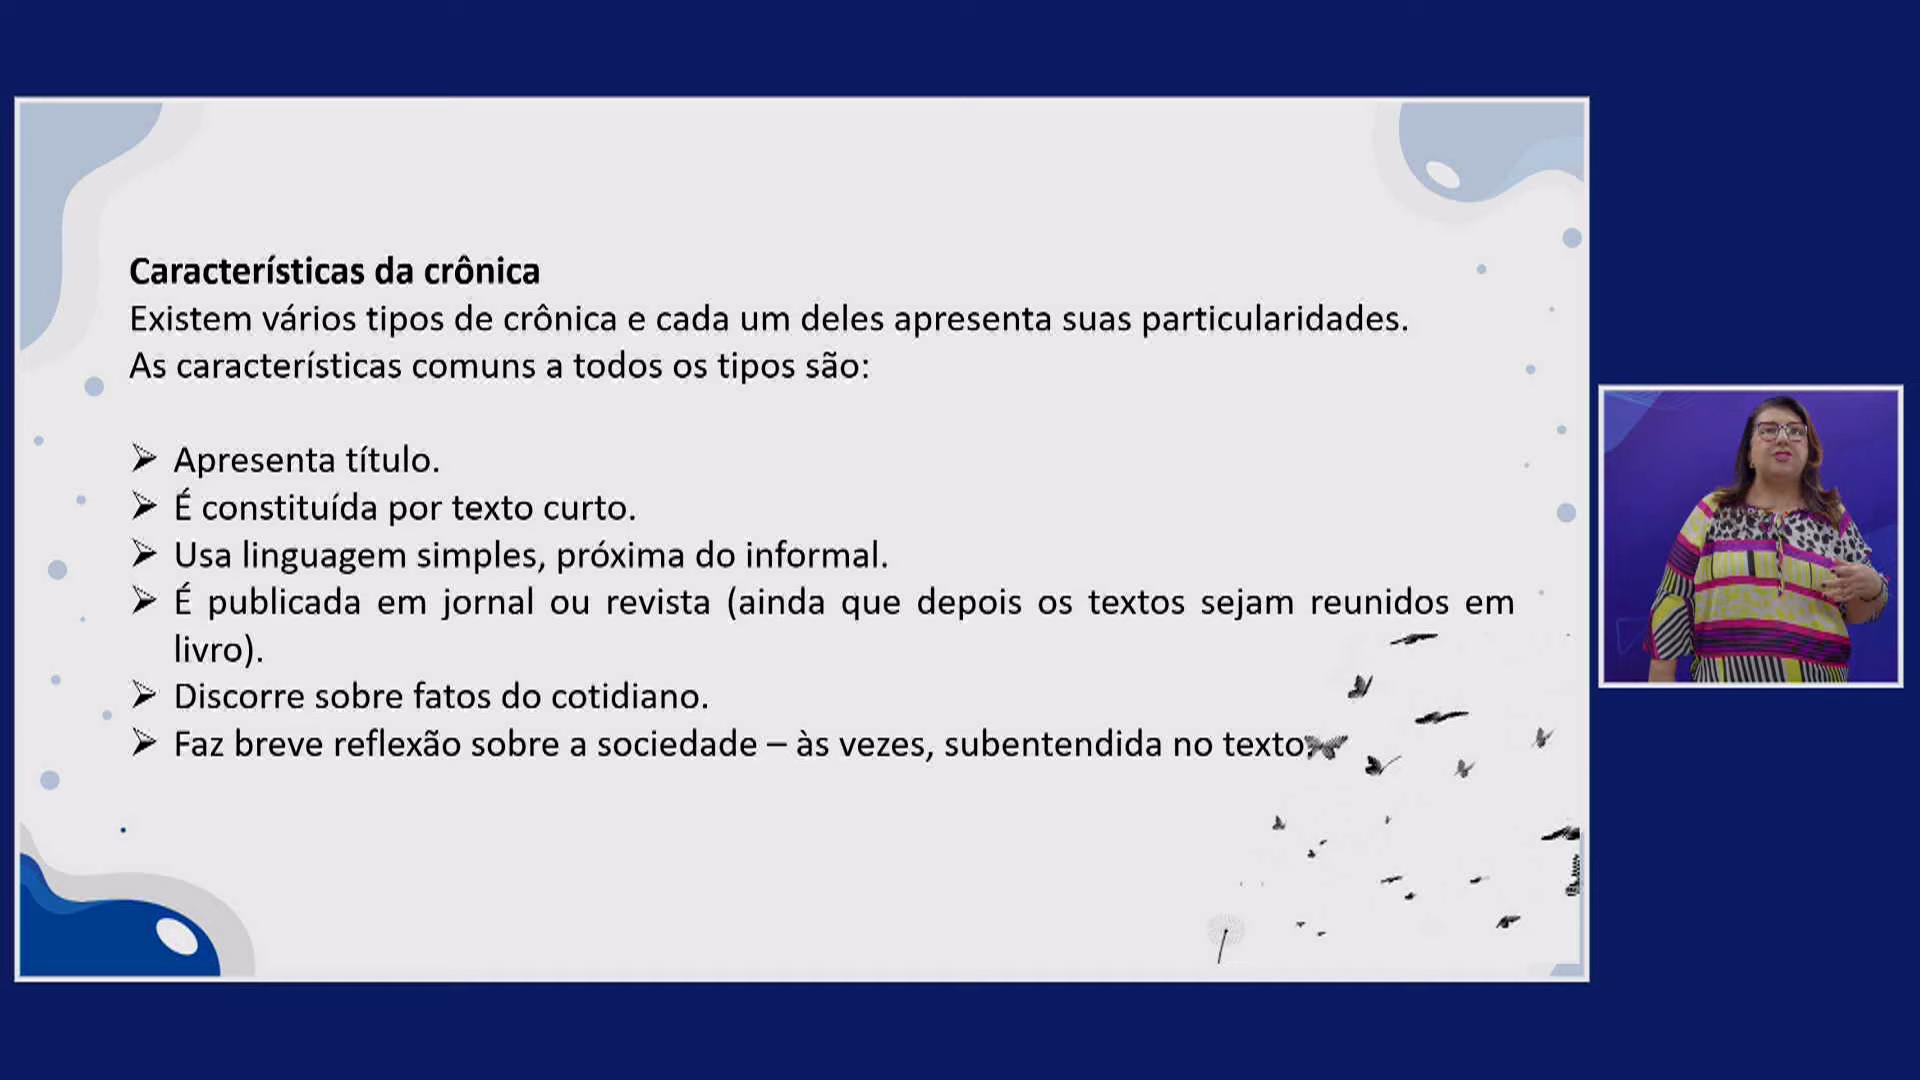 Características da crônica
Existem vários tipos de crônica e cada um deles apresenta suas particularidades.
As características comuns a todos os tipos são:
➢ Apresenta título.
➢ É constituída por texto curto.
➢ Usa linguagem simples, próxima do informal.
➢ É publicada em jornal ou revista (ainda que depois os textos sejam reunidos em
livro).
➢ Discorre sobre fatos do cotidiano.
➢ Faz breve reflexão sobre a sociedade – às vezes, subentendida no texto.